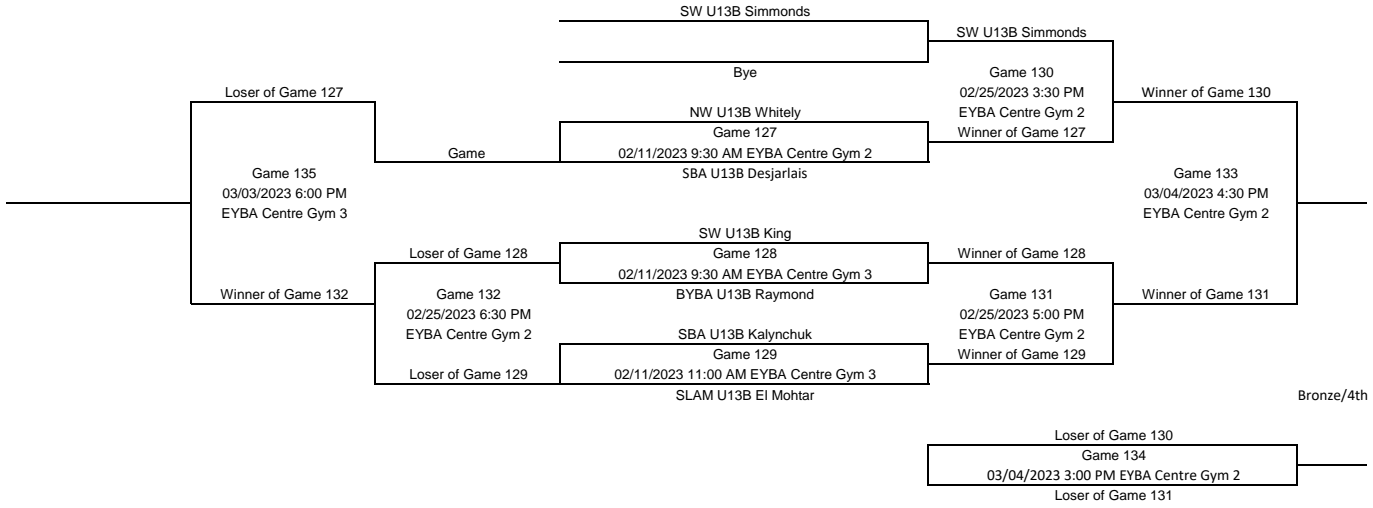 SW U13B Simmonds
SW U13B Simmonds
Bye
Game 130
Loser of Game 127
02/25/2023 3:30 PM
Winner of Game 130
NW U13B Whitely
EYBA Centre Gym 2
Game 127
Winner of Game 127
Game
02/11/2023 9:30 AM EYBA Centre Gym 2
Game 135
SBA U13B Desjarlais
Game 133
03/03/2023 6:00 PM
03/04/2023 4:30 PM
EYBA Centre Gym 3
EYBA Centre Gym 2
SW U13B King
Loser of Game 128
Game 128
Winner of Game 128
02/11/2023 9:30 AM EYBA Centre Gym 3
Winner of Game 132
Game 132
BYBA U13B Raymond
Game 131
Winner of Game 131
02/25/2023 6:30 PM
02/25/2023 5:00 PM
EYBA Centre Gym 2
SBA U13B Kalynchuk
EYBA Centre Gym 2
Game 129
Winner of Game 129
Loser of Game 129
02/11/2023 11:00 AM EYBA Centre Gym 3
SLAM U13B El Mohtar
Bronze/4th
Loser of Game 130
Game 134
03/04/2023 3:00 PM EYBA Centre Gym 2
Loser of Game 131